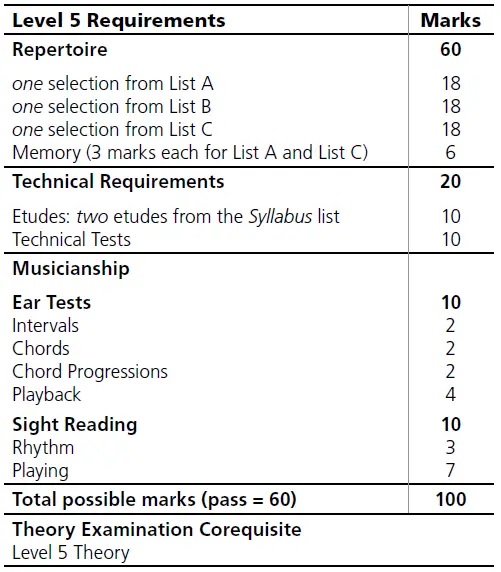 Level 5 Requirements Marks
Repertoire 60
one selection from List A 18
one selection from List B 18
one selection from List C 18
Memory (3 marks each for List A and List C) 6
Technical Requirements 20
Etudes: two etudes from the Syllabus list 10
Technical Tests 10
Musicianship
Ear Tests 10
Intervals 2
Chords 2
Chord Progressions 2
Playback 4
Sight Reading 10
Rhythm 3
Playing 7
Total possible marks (pass = 60) 100
Theory Examination Corequisite
Level 5 Theory